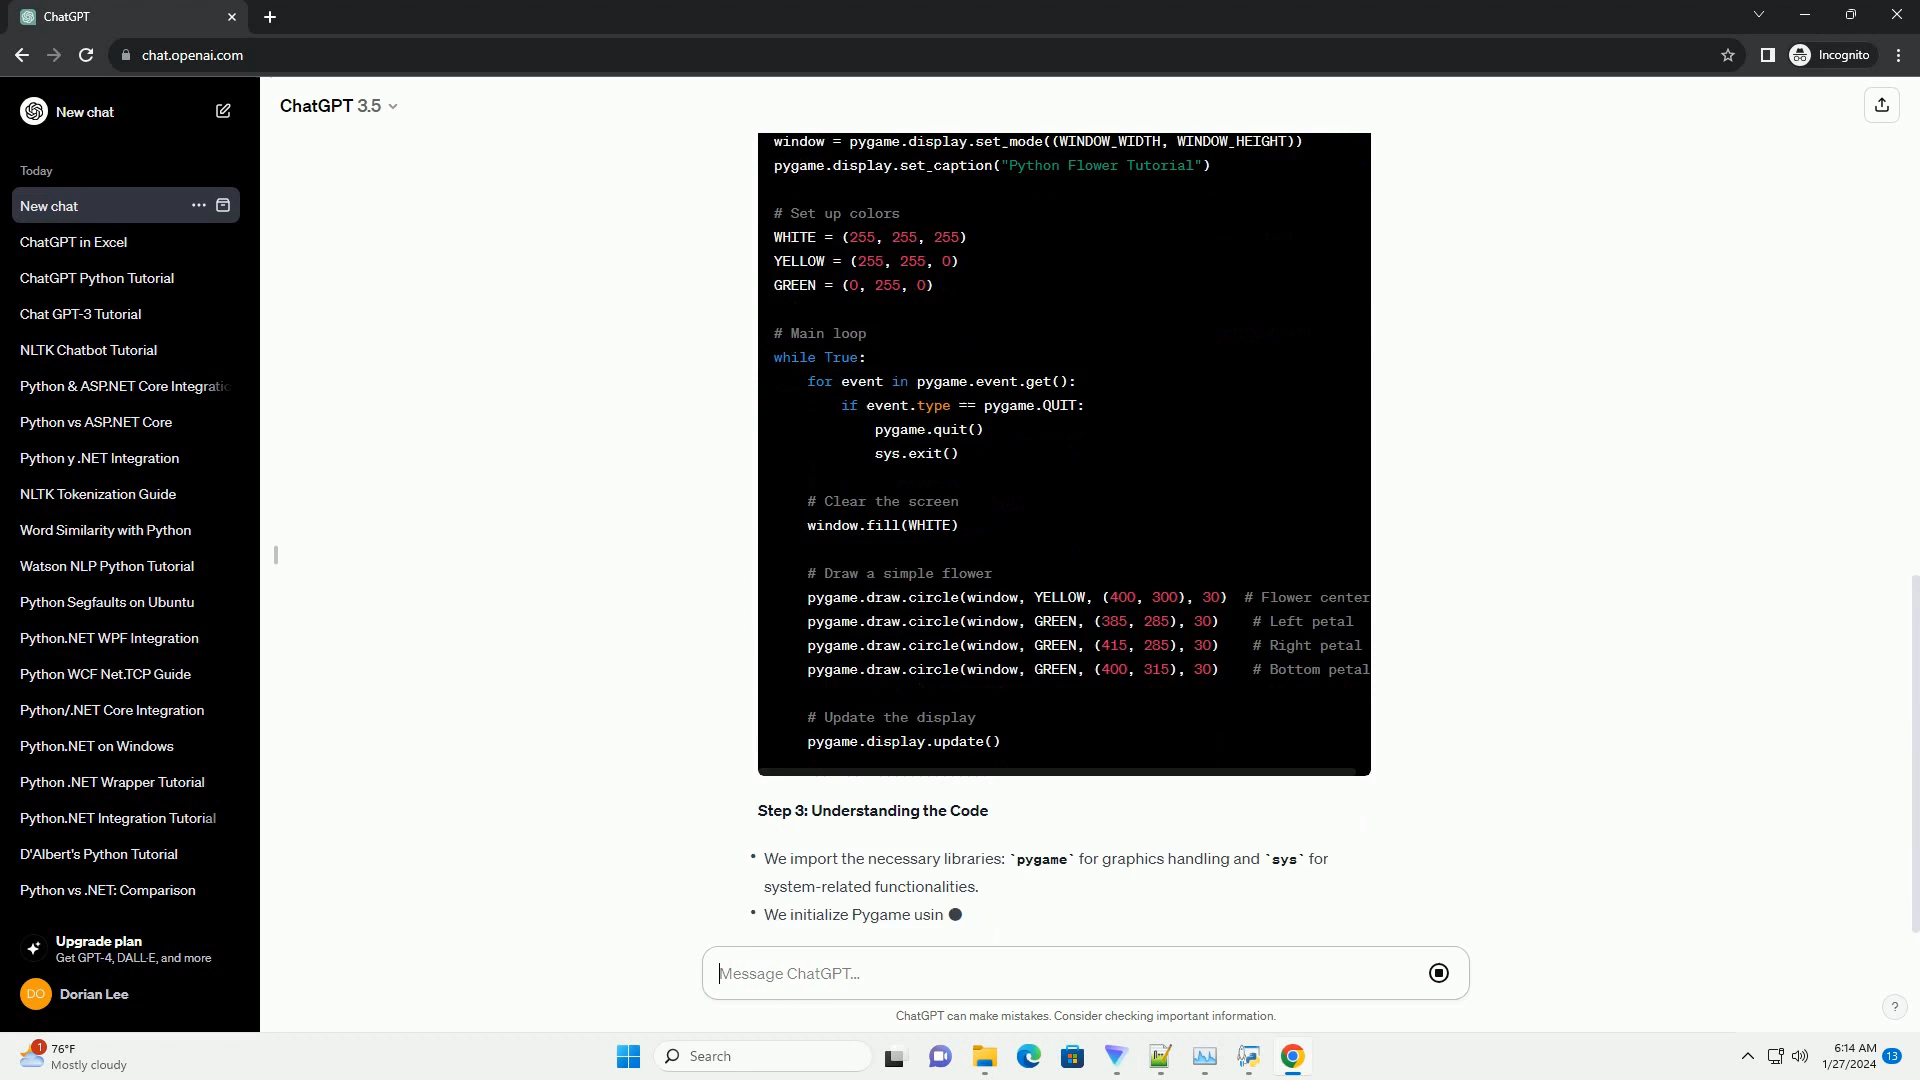 ChatGPT
chat.openai.com
Incognito
New chat
Today
New chat
ChatGPT in Excel
ChatGPT Python Tutorial
Chat GPT-3 Tutorial
NLTK Chatbot Tutorial
Python & ASP.NET Core Integratio
Python vs ASP.NET Core
Python y .NET Integration
NLTK Tokenization Guide
Word Similarity with Python
Watson NLP Python Tutorial
Python Segfaults on Ubuntu
Python.NET WPF Integration
Python WCF Net.TCP Guide
Python/.NET Core Integration
Python.NET on Windows
Python .NET Wrapper Tutorial
Python.NET Integration Tutorial
D'Albert's Python Tutorial
Python vs .NET: Comparison
Upgrade plan
Get GPT-4, DALL·E, and more
DO Dorian Lee
ChatGPT 3.5
window = pygame.display.set_mode((WINDOW_WIDTH, WINDOW_HEIGHT))
pygame.display.set_caption("Python Flower Tutorial")
# Set up colors
WHITE = (255, 255, 255)
YELLOW = (255, 255, 0)
GREEN = (0, 255, 0)
# Main loop
while True:
    for event in pygame.event.get():
        if event.type == pygame.QUIT:
            pygame.quit()
            sys.exit()
    # Clear the screen
    window.fill(WHITE)
    # Draw a simple flower
    pygame.draw.circle(window, YELLOW, (400, 300), 30)  # Flower center
    pygame.draw.circle(window, GREEN, (385, 285), 30)    # Left petal
    pygame.draw.circle(window, GREEN, (415, 285), 30)    # Right petal
    pygame.draw.circle(window, GREEN, (400, 315), 30)    # Bottom petal
    # Update the display
    pygame.display.update()
Step 3: Understanding the Code
• We import the necessary libraries: `pygame` for graphics handling and `sys` for
system-related functionalities.
• We initialize Pygame usin
Message ChatGPT...
ChatGPT can make mistakes. Consider checking important information.
?
1
76°F
Mostly cloudy
Search
6:14 AM
1/27/2024
13